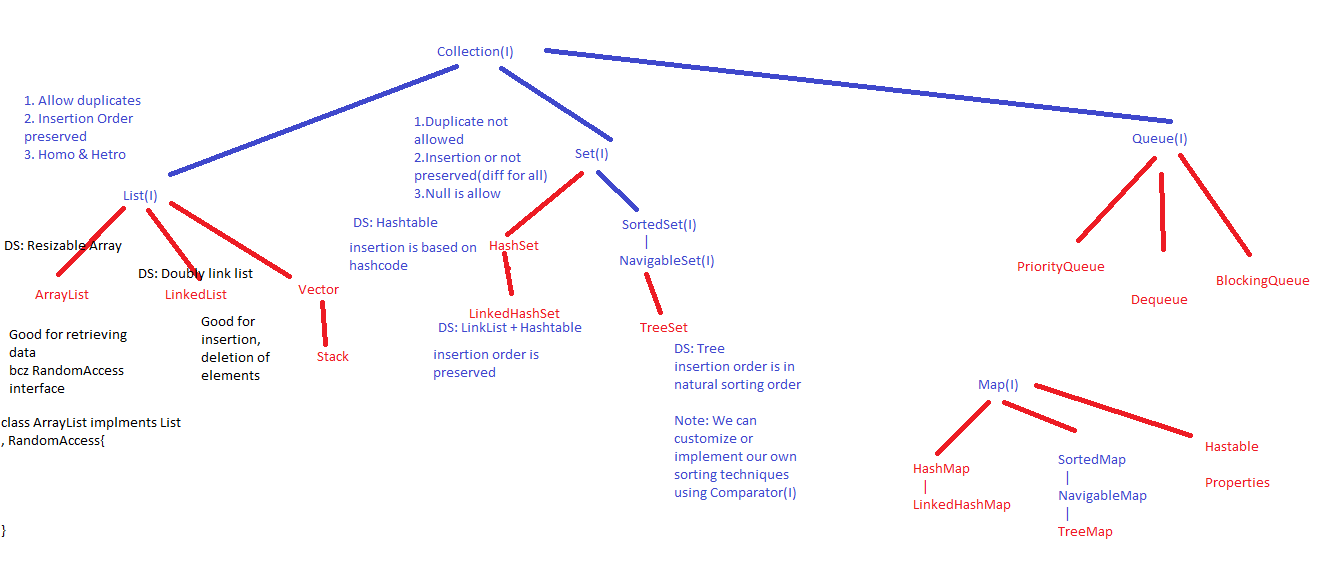 Collection(I)
1. Allow duplicates
2. Insertion Order
preserved
3. Homo & Hetro
List(I)
DS: Resizable Array
ArrayList
Good for retrieving
data
bcz RandomAccess
interface
class ArrayList implments List
, RandomAccess{
}
DS: Doubly link list
LinkedList
Good for
insertion,
deletion of
elements
Vector
Stack
1.Duplicate not
allowed
2.Insertion or not
preserved(diff for all)
3.Null is allow
Set(I)
DS: Hashtable
insertion is based on
hashcode
HashSet
LinkedHashSet
DS: LinkList + Hashtable
insertion order is
preserved
SortedSet(I)
|
NavigableSet(I)
TreeSet
DS: Tree
insertion order is in
natural sorting order
Note: We can
customize or
implement our own
sorting techniques
using Comparator(I)
Queue(I)
PriorityQueue
Dequeue
BlockingQueue
Map(I)
HashMap
|
LinkedHashMap
SortedMap
|
NavigableMap
|
TreeMap
Hastable
Properties